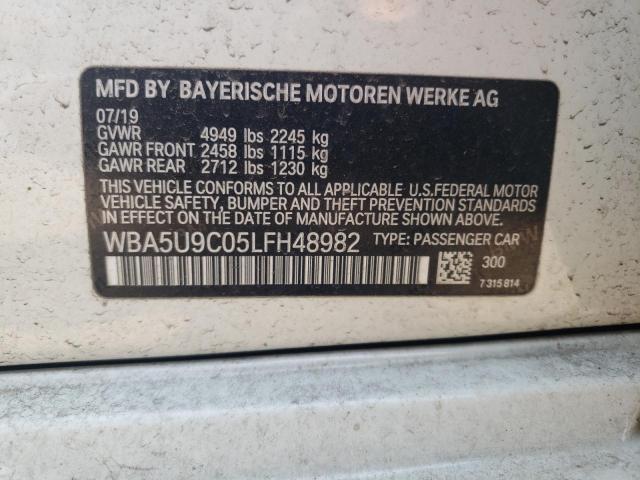 MFD BY BAYERISCHE MOTOREN WERKE AG
07/19
GVWR 4949 lbs 2245 kg
GAWR FRONT 2458 lbs 1115 kg
GAWR REAR 2712 lbs 1230 kg
THIS VEHICLE CONFORMS TO ALL APPLICABLE U.S.FEDERAL MOTOR
VEHICLE SAFETY, BUMPER AND THEFT PREVENTION STANDARDS
IN EFFECT ON THE DATE OF MANUFACTURE SHOWN ABOVE.
WBA5U9C05LFH48982 TYPE: PASSENGER CAR
300
7 315 814